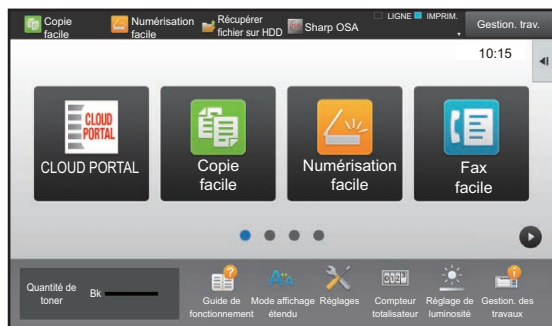 Copie
facile
Numérisation
facile
Récupérer
fichier sur HDD
Sharp OSA
LIGNE
IMPRIM.
Gestion. trav.
10:15
CLOUD
PORTAL
CLOUD PORTAL
Copie
facile
Numérisation
facile
Fax
facile
Quantité de
toner
Bk
Guide de
fonctionnement
Mode affichage
étendu
Réglages
Compteur
totalisateur
Réglage de
luminosité
Gestion. des
travaux